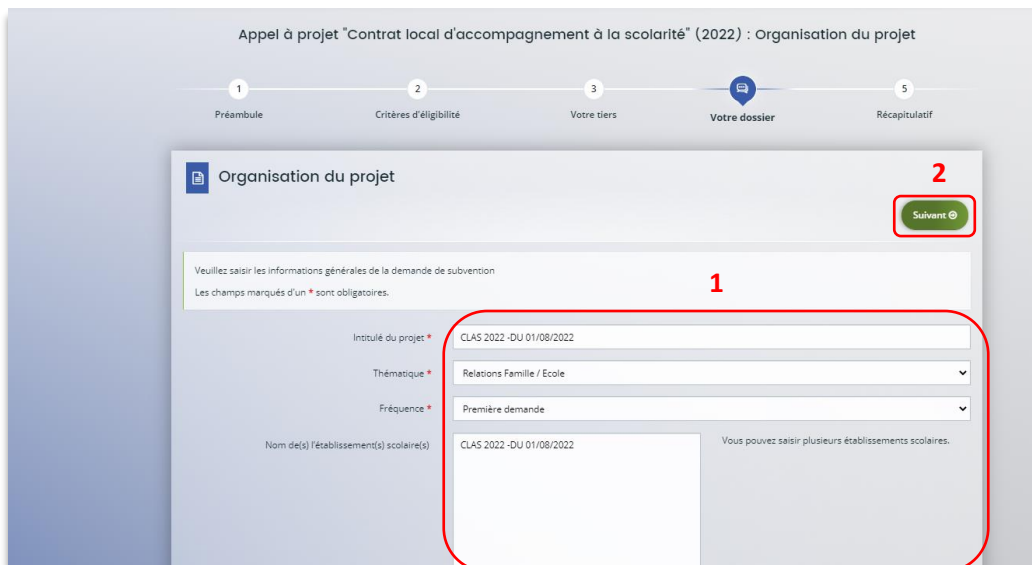 Appel à projet "Contrat local d'accompagnement à la scolarité" (2022) : Organisation du projet
1 2 3 5
Préambule Critères d'éligibilité Votre tiers Votre dossier Récapitulatif
Organisation du projet
2
Suivant
Veuillez saisir les informations générales de la demande de subvention
Les champs marqués d'un * sont obligatoires.
1
Intitulé du projet * CLAS 2022 -DU 01/08/2022
Thématique * Relations Famille / Ecole
Fréquence * Première demande
Nom de(s) l'établissement(s) scolaire(s) CLAS 2022 -DU 01/08/2022 Vous pouvez saisir plusieurs établissements scolaires.